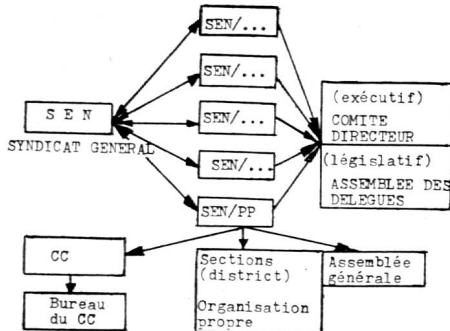 SEN/...
SEN/...
SEN/...
SEN/...
SEN/PP
S E N
SYNDICAT GENERAL
(exécutif)
COMITE
DIRECTEUR
(législatif)
ASSEMBLEE DES
DELEGUES
CC
Bureau
du CC
Sections
(district)
Organisation
propre
Assemblée
générale